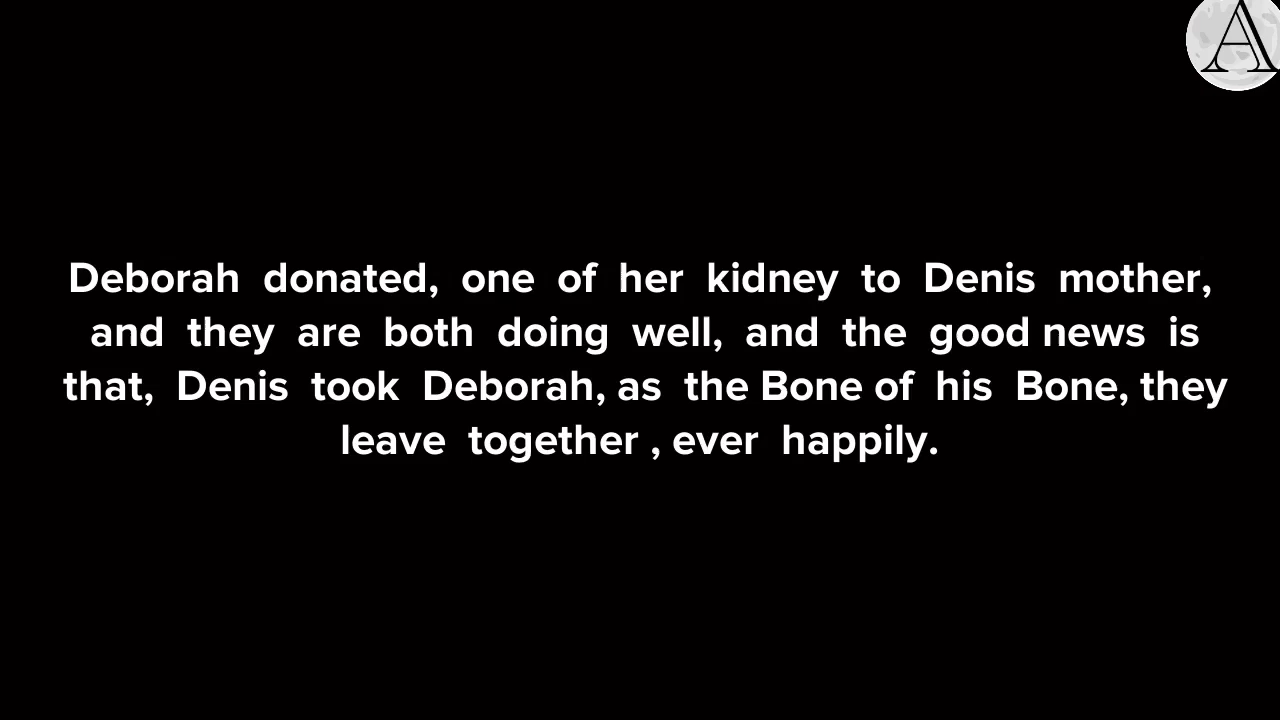 A
Deborah donated, one of her kidney to Denis mother,
and they are both doing well, and the good news is
that, Denis took Deborah, as the Bone of his Bone, they
leave together , ever happily.